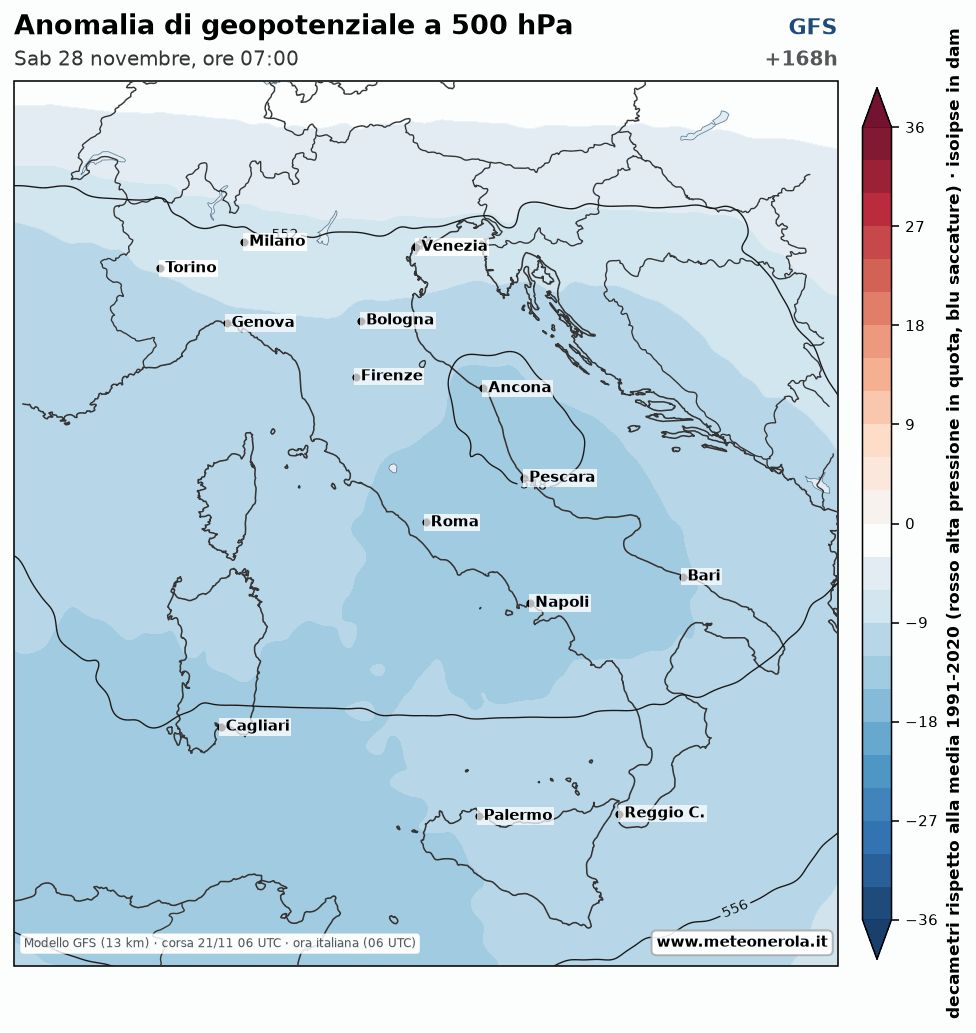 Anomalia di geopotenziale a 500 hPa
GFS
Sab 28 novembre, ore 07:00
+168h
552
Milano
Venezia
Torino
Genova
Bologna
Firenze
Ancona
Pescara
Roma
Bari
Napoli
Cagliari
Palermo
Reggio C.
556
Modello GFS (13 km) · corsa 21/11 06 UTC · ora italiana (06 UTC)
www.meteonerola.it
36
27
18
9
0
−9
−18
−27
−36
decametri rispetto alla media 1991-2020 (rosso alta pressione in quota, blu saccature) · isoipse in dam